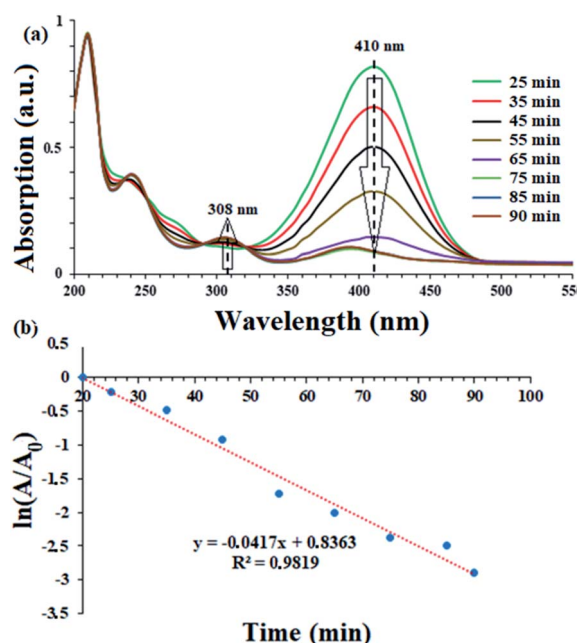 (a)
1
0.5
0
Absorption (a.u.)
410 nm
308 nm
25 min
35 min
45 min
55 min
65 min
75 min
85 min
90 min
200 250 300 350 400 450 500 550
Wavelength (nm)
(b)
0.5
0
-0.5
-1
-1.5
-2
-2.5
-3
-3.5
20 30 40 50 60 70 80 90 100
ln(A/A0)
y = -0.0417x + 0.8363
R² = 0.9819
Time (min)